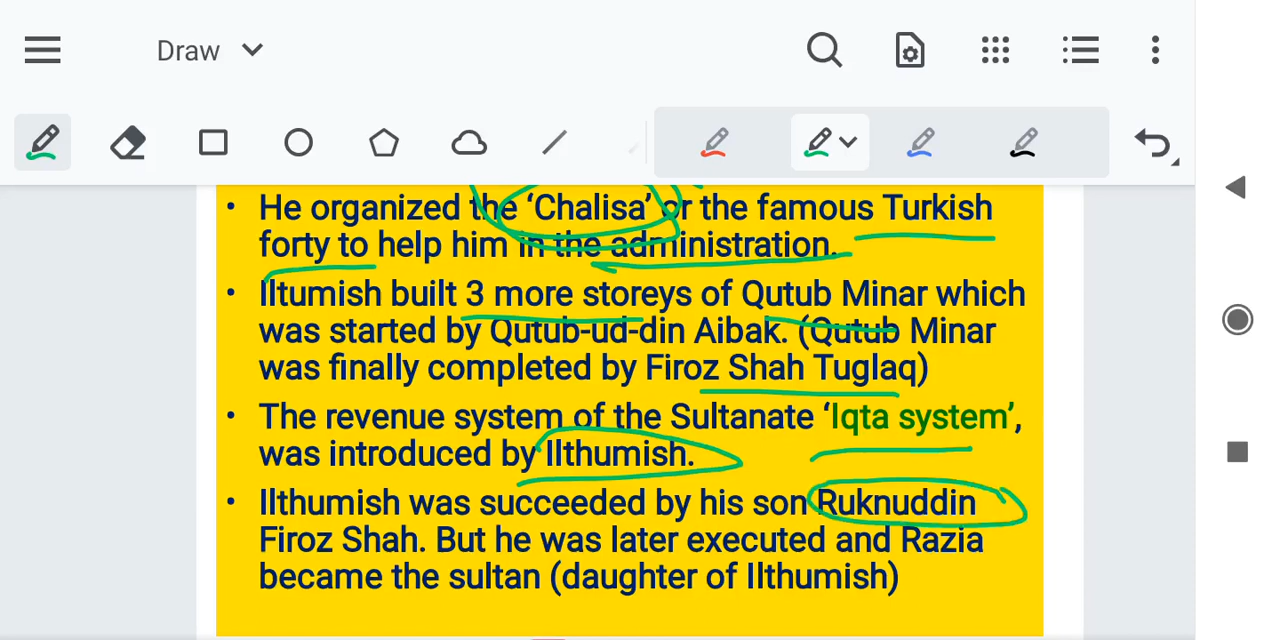 Draw
• He organized the ‘Chalisa’ or the famous Turkish
forty to help him in the administration.
• Iltumish built 3 more storeys of Qutub Minar which
was started by Qutub-ud-din Aibak. (Qutub Minar
was finally completed by Firoz Shah Tuglaq)
• The revenue system of the Sultanate ‘Iqta system’,
was introduced by Ilthumish.
• Ilthumish was succeeded by his son Ruknuddin
Firoz Shah. But he was later executed and Razia
became the sultan (daughter of Ilthumish)